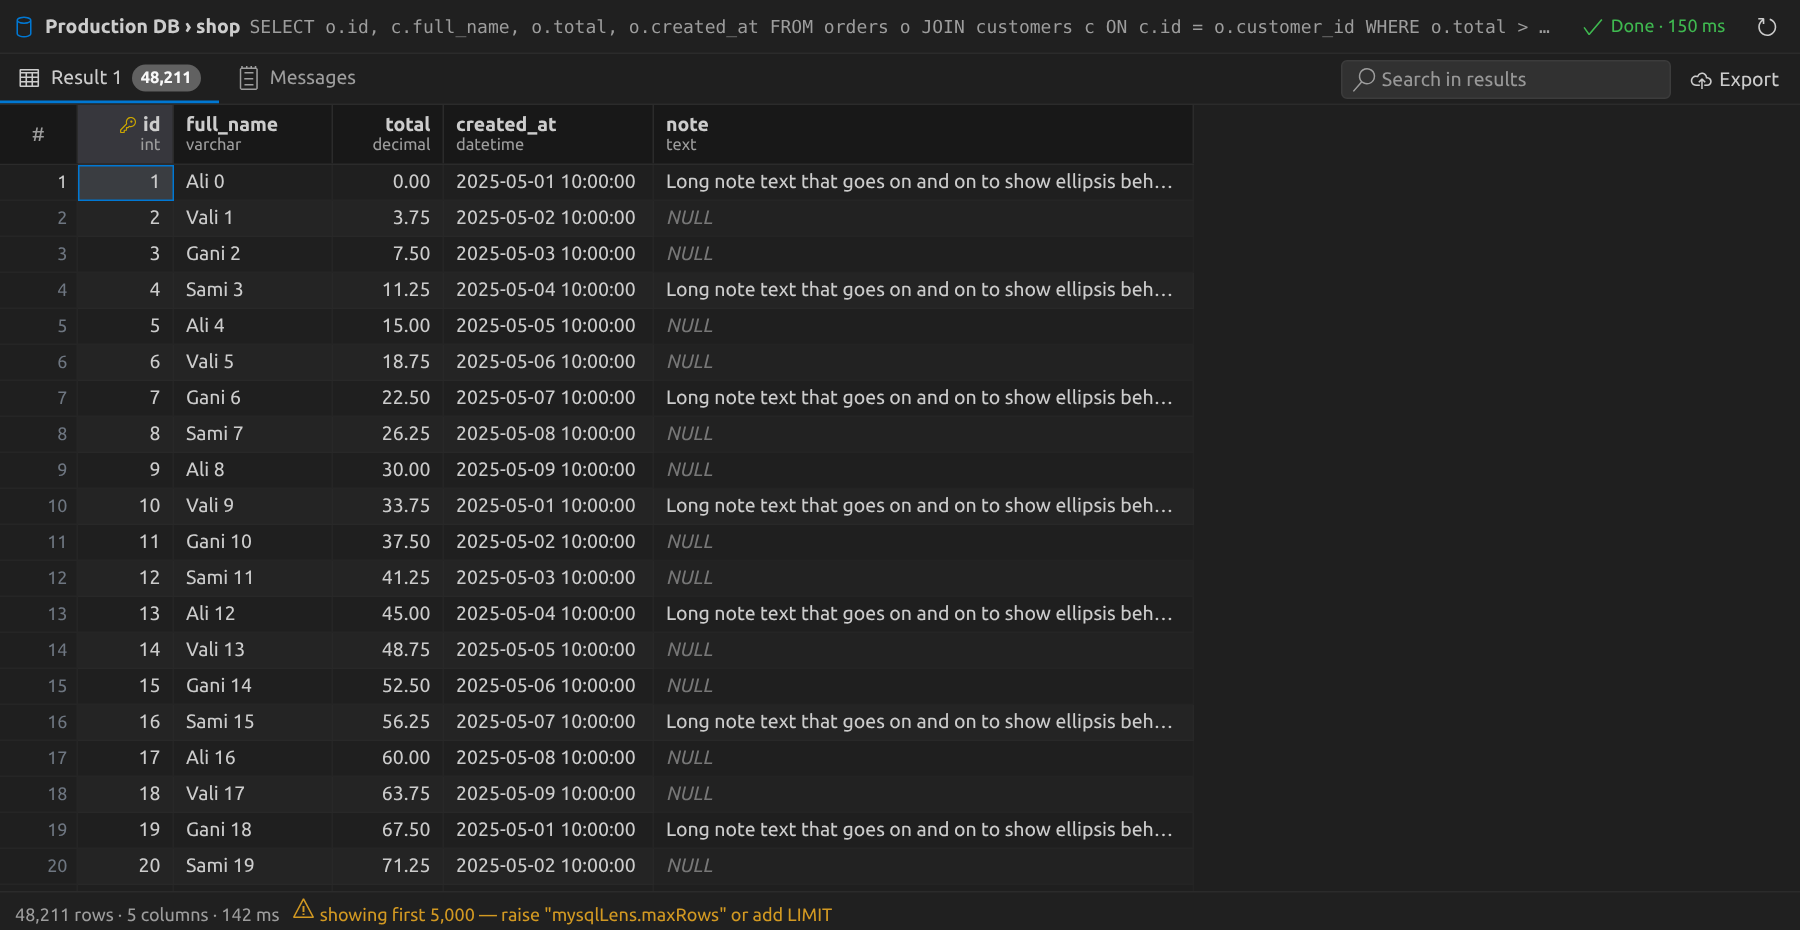 Production DB › shop SELECT o.id, c.full_name, o.total, o.created_at FROM orders o JOIN customers c ON c.id = o.customer_id WHERE o.total > … Done · 150 ms
Result 1 48,211 Messages Search in results Export
# id full_name total created_at note
int varchar decimal datetime text
1 1 Ali 0 0.00 2025-05-01 10:00:00 Long note text that goes on and on to show ellipsis beh…
2 2 Vali 1 3.75 2025-05-02 10:00:00 NULL
3 3 Gani 2 7.50 2025-05-03 10:00:00 NULL
4 4 Sami 3 11.25 2025-05-04 10:00:00 Long note text that goes on and on to show ellipsis beh…
5 5 Ali 4 15.00 2025-05-05 10:00:00 NULL
6 6 Vali 5 18.75 2025-05-06 10:00:00 NULL
7 7 Gani 6 22.50 2025-05-07 10:00:00 Long note text that goes on and on to show ellipsis beh…
8 8 Sami 7 26.25 2025-05-08 10:00:00 NULL
9 9 Ali 8 30.00 2025-05-09 10:00:00 NULL
10 10 Vali 9 33.75 2025-05-01 10:00:00 Long note text that goes on and on to show ellipsis beh…
11 11 Gani 10 37.50 2025-05-02 10:00:00 NULL
12 12 Sami 11 41.25 2025-05-03 10:00:00 NULL
13 13 Ali 12 45.00 2025-05-04 10:00:00 Long note text that goes on and on to show ellipsis beh…
14 14 Vali 13 48.75 2025-05-05 10:00:00 NULL
15 15 Gani 14 52.50 2025-05-06 10:00:00 NULL
16 16 Sami 15 56.25 2025-05-07 10:00:00 Long note text that goes on and on to show ellipsis beh…
17 17 Ali 16 60.00 2025-05-08 10:00:00 NULL
18 18 Vali 17 63.75 2025-05-09 10:00:00 NULL
19 19 Gani 18 67.50 2025-05-01 10:00:00 Long note text that goes on and on to show ellipsis beh…
20 20 Sami 19 71.25 2025-05-02 10:00:00 NULL
48,211 rows · 5 columns · 142 ms showing first 5,000 — raise "mysqlLens.maxRows" or add LIMIT